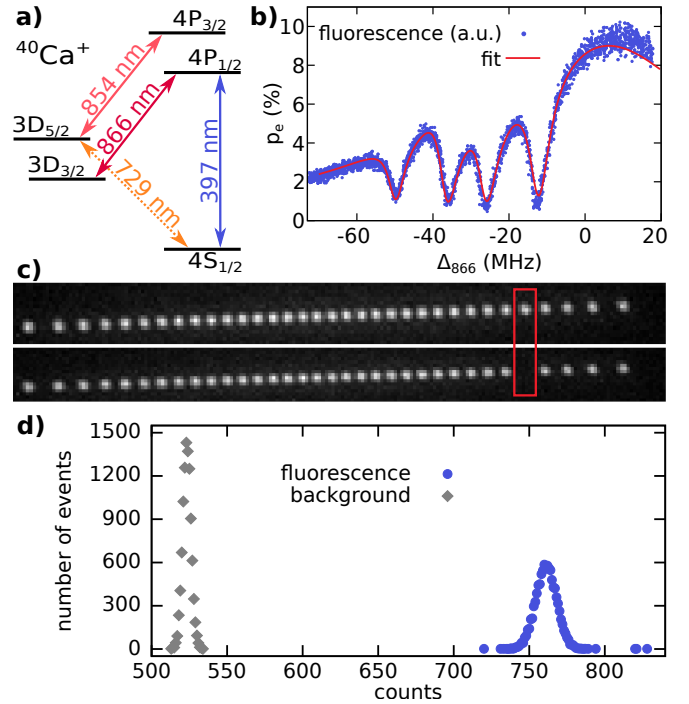 a)
⁴⁰Ca⁺
4P₃/₂
4P₁/₂
854 nm
866 nm
3D₅/₂
3D₃/₂
729 nm
397 nm
4S₁/₂
b)
fluorescence (a.u.)
fit
pₑ (%)
10
8
6
4
2
0
-60 -40 -20 0 20
Δ₈₆₆ (MHz)
c)
d)
number of events
1500
1200
900
600
300
0
fluorescence
background
500 550 600 650 700 750 800
counts